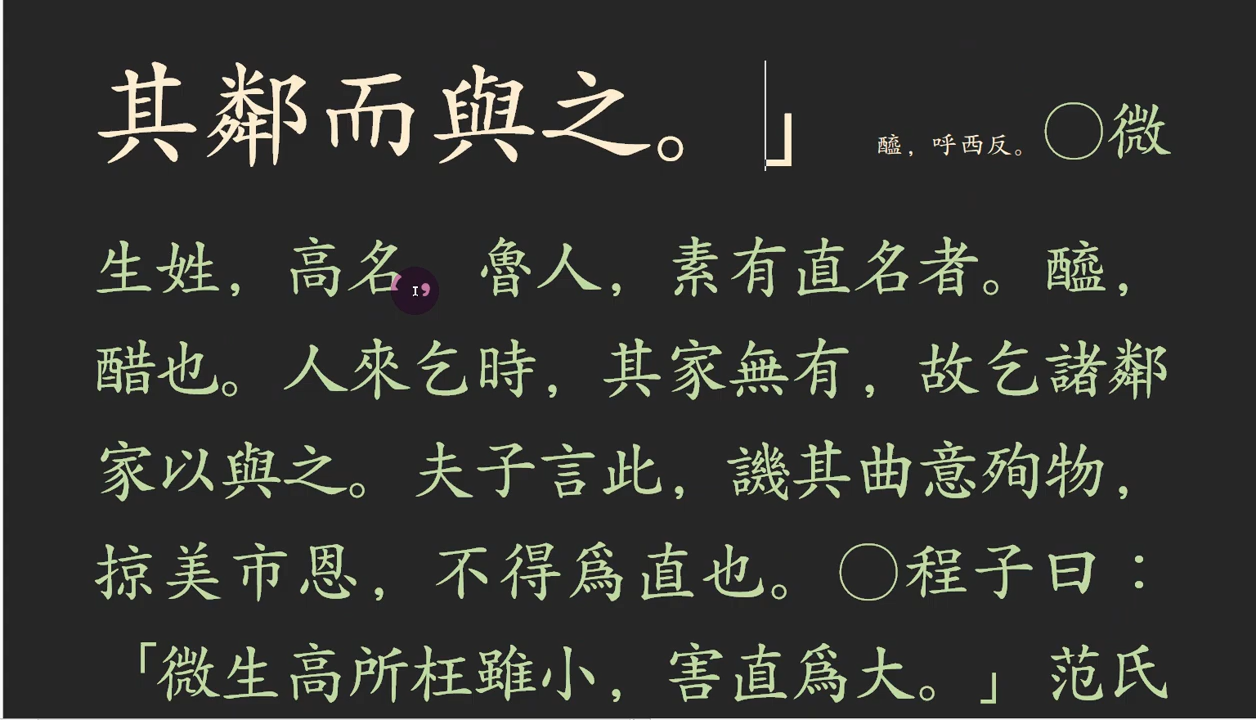 其鄰而與之。」 醯，呼西反。〇微
生姓，高名，魯人，素有直名者。醯，
醋也。人來乞時，其家無有，故乞諸鄰
家以與之。夫子言此，譏其曲意殉物，
掠美市恩，不得爲直也。〇程子曰：
「微生高所枉雖小，害直爲大。」范氏